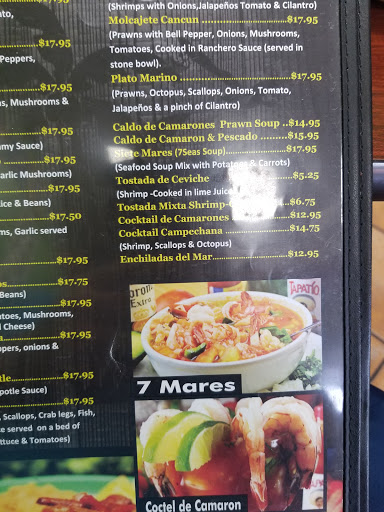 (Shrimps with Onions,Jalapeños Tomato & Cilantro)
Molcajete Cancun ......................$17.95
(Prawns with Bell Pepper, Onions, Mushrooms,
Tomatoes, Cooked in Ranchero Sauce (served in
stone bowl).
Plato Marino ............................$17.95
(Prawns, Octopus, Scallops, Onions, Tomato,
Jalapeños & a pinch of Cilantro)
Caldo de Camarones Prawn Soup ..$14.95
Caldo de Camaron & Pescado ........$15.95
Siete Mares (7Seas Soup)...............$17.95
(Seafood Soup Mix with Potatoes & Carrots)
Tostada de Ceviche $5.25
(Shrimp -Cooked in lime Juice
Tostada Mixta Shrimp- $6.75
Cocktail de Camarones $12.95
Cocktail Campechana ..............$14.75
(Shrimp, Scallops & Octopus)
Enchiladas del Mar.....................$12.95
7 Mares
Coctel de Camaron
TAPATIO
Extra
$17.95
Peppers,
$17.95
Mushrooms &
$17.95
Sauce)
$17.95
Mushrooms)
$17.95
& Beans)
$17.50
Garlic served
$17.95
$17.75
Beans)
$17.95
Mushrooms,
Cheese)
$17.95
onions &
$17.95
Sauce)
$17.95
Scallops, Crab legs, Fish,
served on a bed of
& Tomatoes)